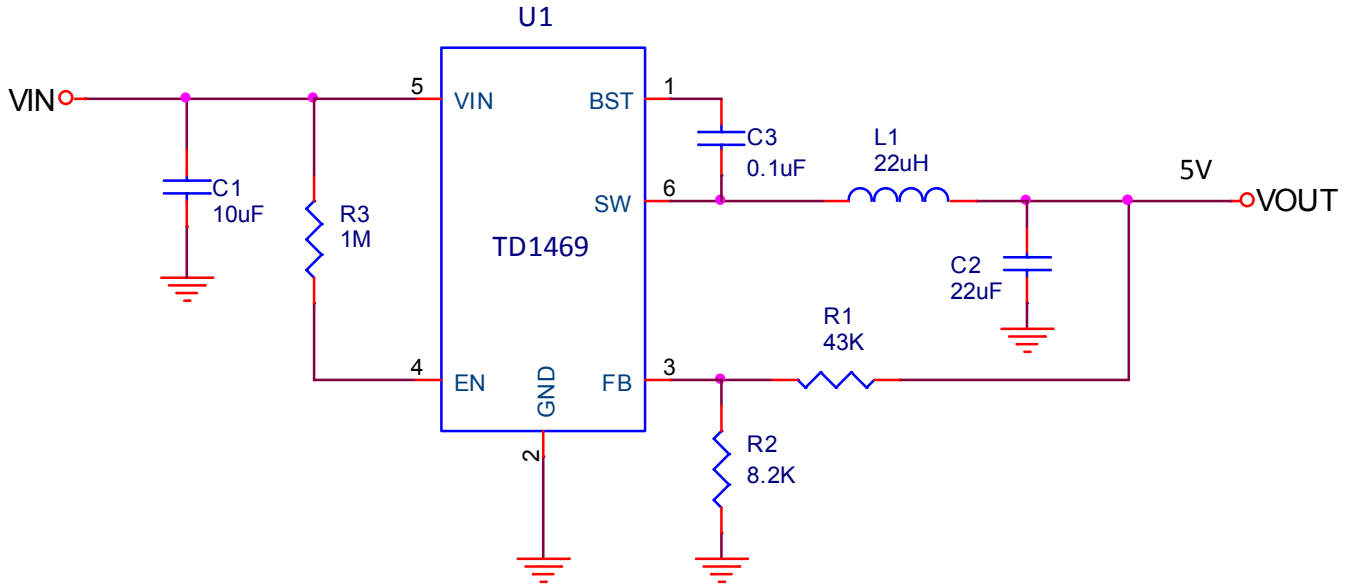 U1
VIN
5
VIN
BST
1
C3
0.1uF
L1
22uH
5V
VOUT
C1
10uF
R3
1M
SW
6
TD1469
C2
22uF
R1
43K
4
EN
GND
FB
3
2
R2
8.2K